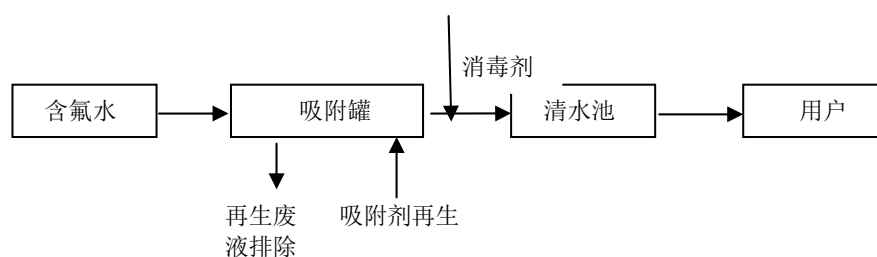 消毒剂
含氟水
吸附罐
清水池
用户
再生废
液排除
吸附剂再生